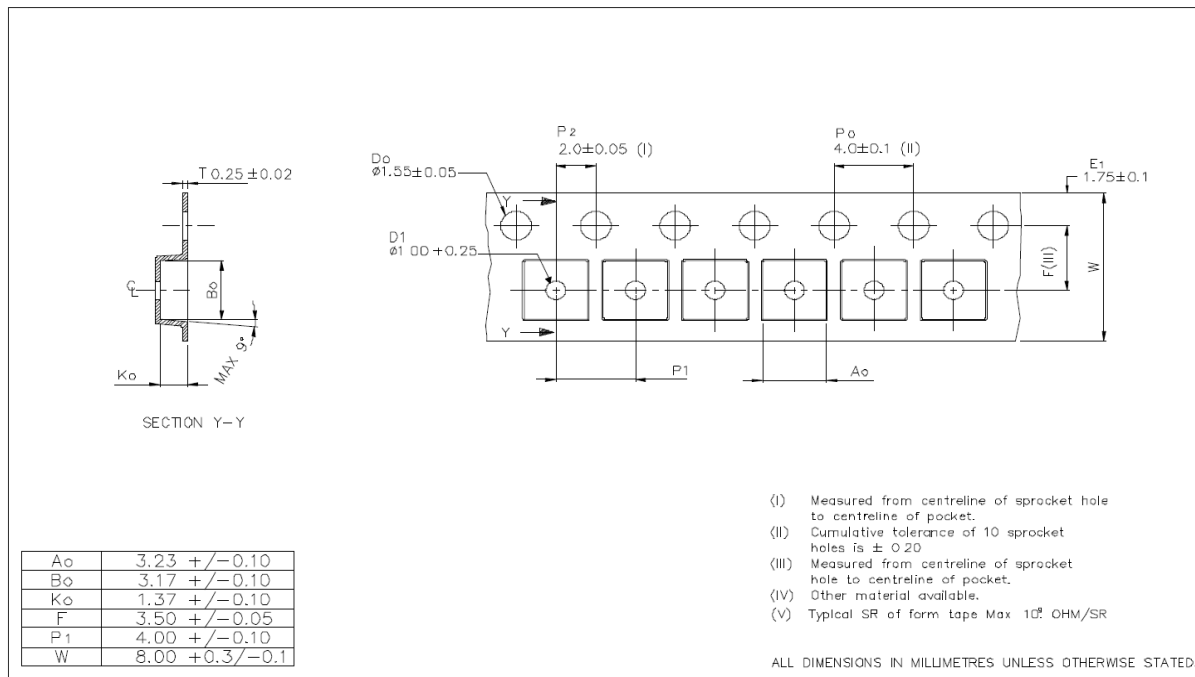 P2
2.0±0.05 (I)
Po
4.0±0.1 (II)
E1
1.75±0.1
Do
ø1.55±0.05
T 0.25±0.02
Y
D1
ø1.00+0.25
F(III)
W
Bo
CL
Y
MAX 9°
Ko
P1
Ao
SECTION Y-Y
(I) Measured from centreline of sprocket hole
to centreline of pocket.
(II) Cumulative tolerance of 10 sprocket
holes is ± 0.20
(III) Measured from centreline of sprocket
hole to centreline of pocket.
(IV) Other material available.
(V) Typical SR of form tape Max 10⁹ OHM/SR
Ao 3.23 +/-0.10
Bo 3.17 +/-0.10
Ko 1.37 +/-0.10
F 3.50 +/-0.05
P1 4.00 +/-0.10
W 8.00 +0.3/-0.1
ALL DIMENSIONS IN MILLIMETRES UNLESS OTHERWISE STATED.